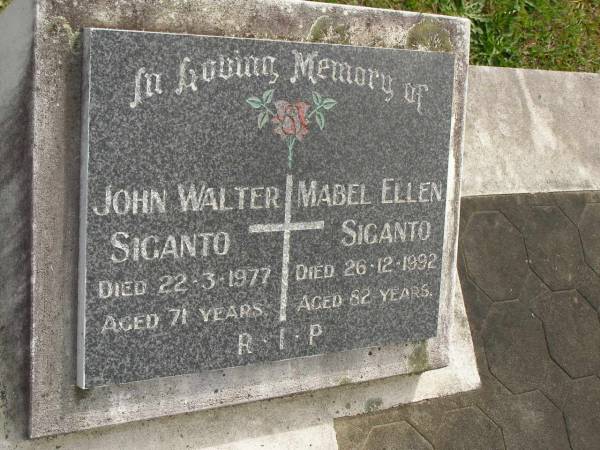 In Loving Memory of
JOHN WALTER
SIGANTO
DIED 22·3·1977
AGED 71 YEARS.
MABEL ELLEN
SIGANTO
DIED 26·12·1992
AGED 82 YEARS.
R·I·P